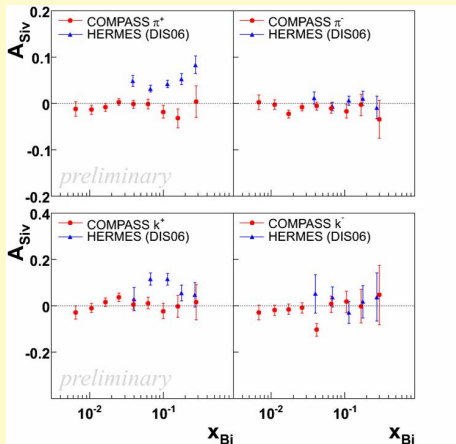 A_Siv
0.2
0.1
0
-0.1
-0.2
COMPASS π⁺
HERMES (DIS06)
preliminary
COMPASS π⁻
HERMES (DIS06)
A_Siv
0.4
0.2
0
-0.2
COMPASS k⁺
HERMES (DIS06)
preliminary
COMPASS k⁻
HERMES (DIS06)
10⁻² 10⁻¹ 10⁻² 10⁻¹
x_Bj x_Bj